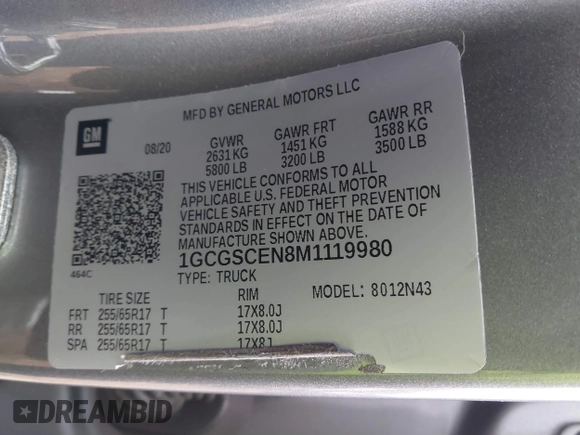 MFD BY GENERAL MOTORS LLC
GM
08/20 GVWR GAWR FRT GAWR RR
2631 KG 1451 KG 1588 KG
5800 LB 3200 LB 3500 LB
THIS VEHICLE CONFORMS TO ALL
APPLICABLE U.S. FEDERAL MOTOR
VEHICLE SAFETY AND THEFT PREVENTION
STANDARDS IN EFFECT ON THE DATE OF
MANUFACTURE SHOWN ABOVE.
464C
1GCGSCEN8M1119980
TYPE: TRUCK
TIRE SIZE RIM MODEL: 8012N43
FRT 255/65R17 T 17X8.0J
RR 255/65R17 T 17X8.0J
SPA 255/65R17 T 17X8J
DREAMBID